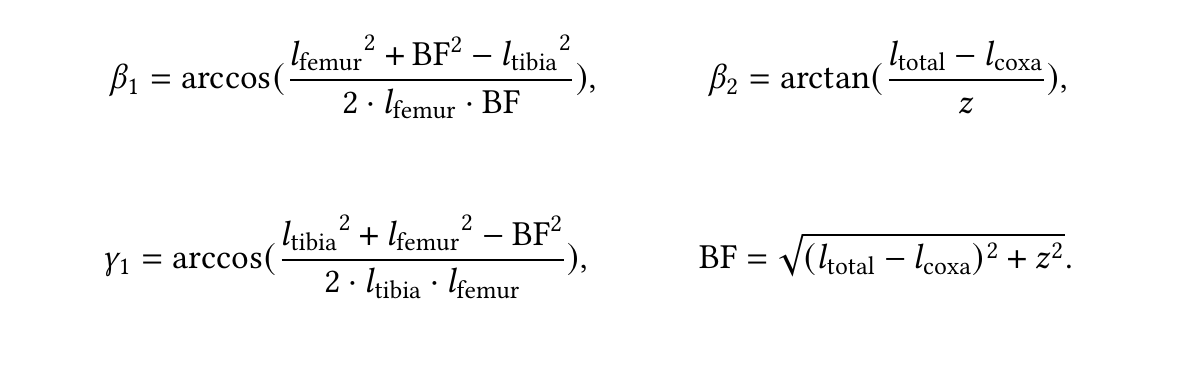 β₁ = arccos( (l_femur² + BF² − l_tibia²) / (2 · l_femur · BF) ), β₂ = arctan( (l_total − l_coxa) / z ),
γ₁ = arccos( (l_tibia² + l_femur² − BF²) / (2 · l_tibia · l_femur) ), BF = √((l_total − l_coxa)² + z²).